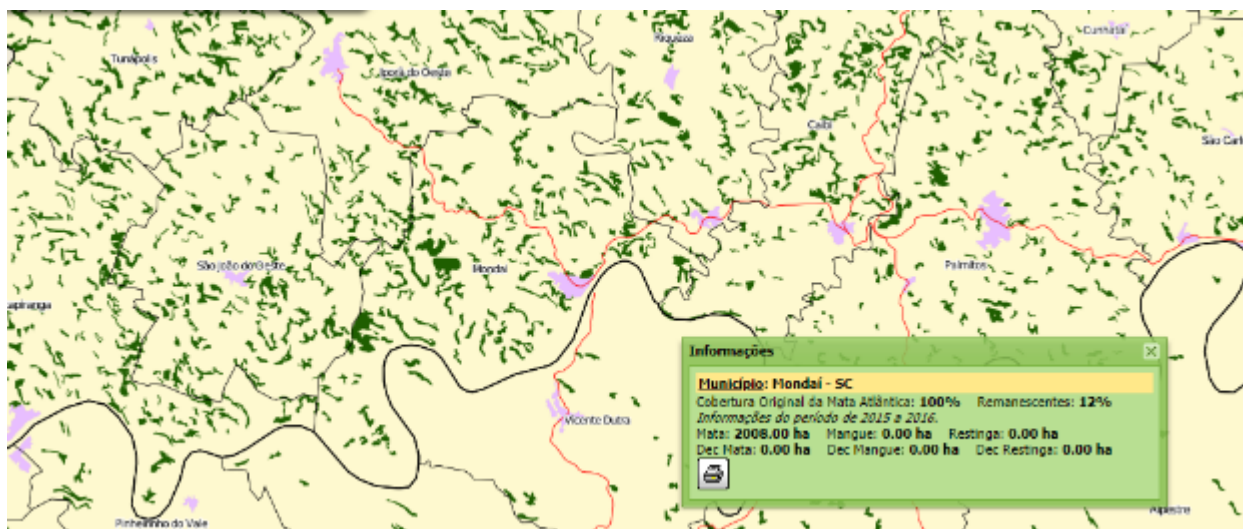 Cunhataí
Riqueza
Tunápolis
Iporã do Oeste
Caibi
São Carl
São João do Oeste
Mondaí
Palmitos
apiranga
Informações
Município: Mondaí - SC
Cobertura Original da Mata Atlântica: 100% Remanescentes: 12%
Informações do período de 2015 a 2016.
Mata: 2008.00 ha Mangue: 0.00 ha Restinga: 0.00 ha
Dec Mata: 0.00 ha Dec Mangue: 0.00 ha Dec Restinga: 0.00 ha
Vicente Dutra
Alpestre
Pinheirinho do Vale